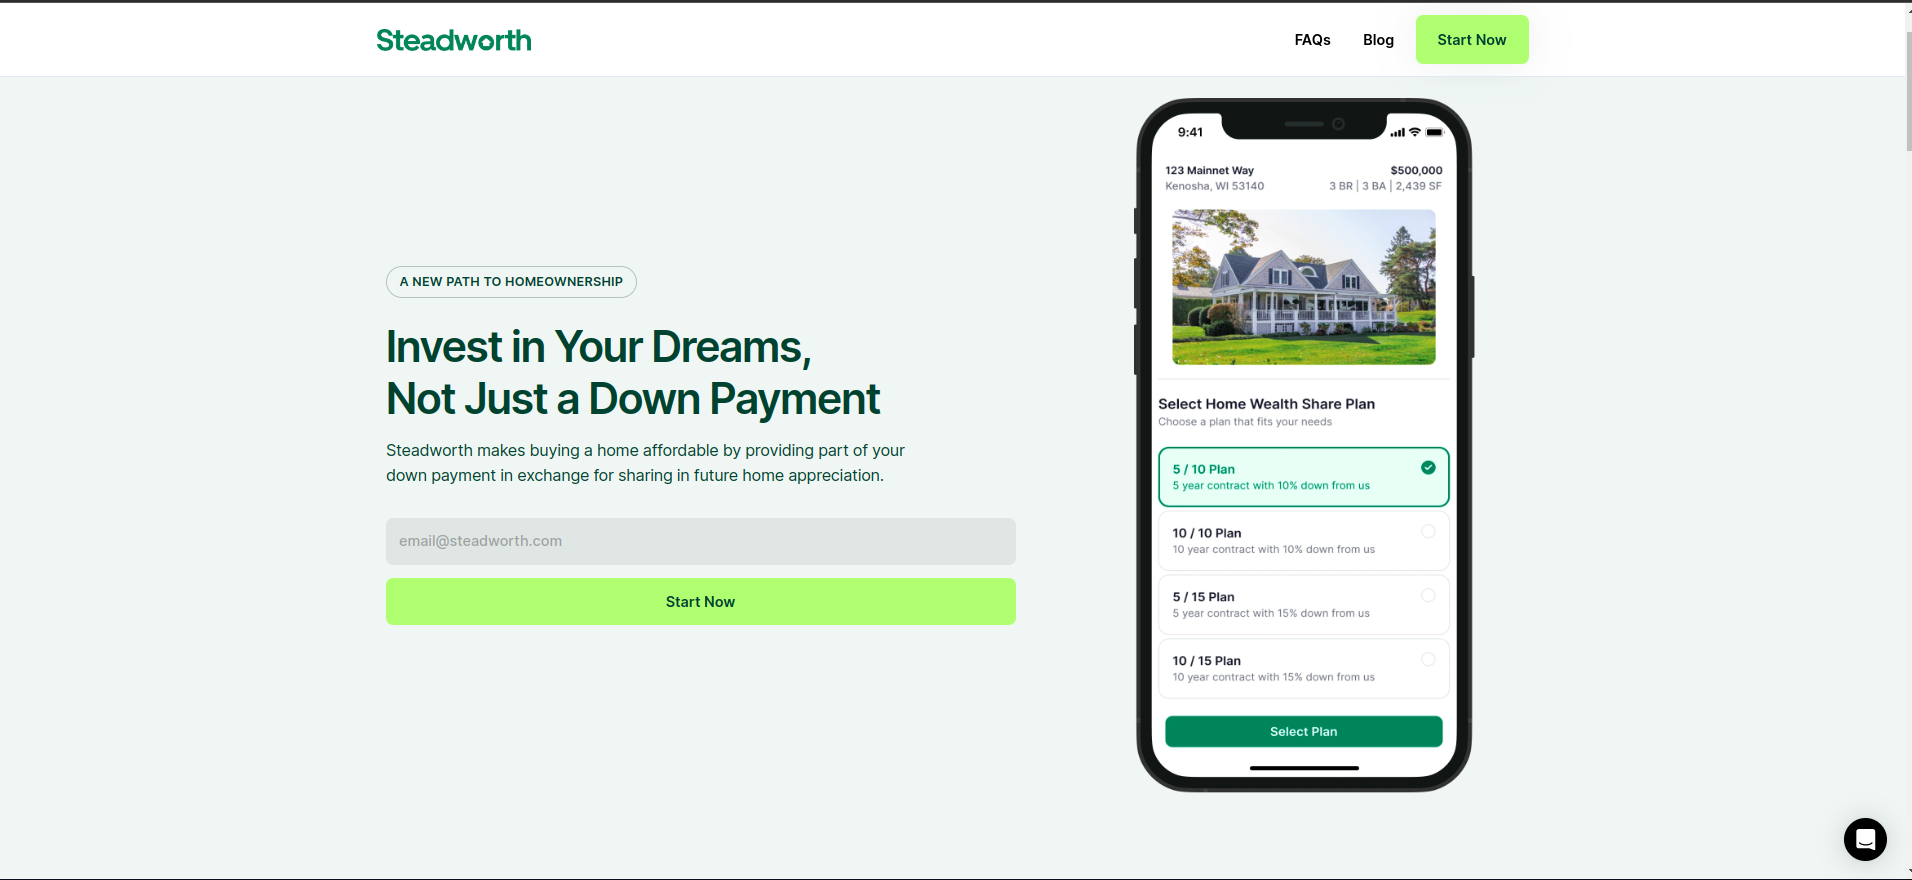 Steadworth
FAQs
Blog
Start Now
A NEW PATH TO HOMEOWNERSHIP
Invest in Your Dreams,
Not Just a Down Payment
Steadworth makes buying a home affordable by providing part of your
down payment in exchange for sharing in future home appreciation.
email@steadworth.com
Start Now
9:41
123 Mainnet Way
$500,000
Kenosha, WI 53140
3 BR | 3 BA | 2,439 SF
Select Home Wealth Share Plan
Choose a plan that fits your needs
5 / 10 Plan
5 year contract with 10% down from us
10 / 10 Plan
10 year contract with 10% down from us
5 / 15 Plan
5 year contract with 15% down from us
10 / 15 Plan
10 year contract with 15% down from us
Select Plan